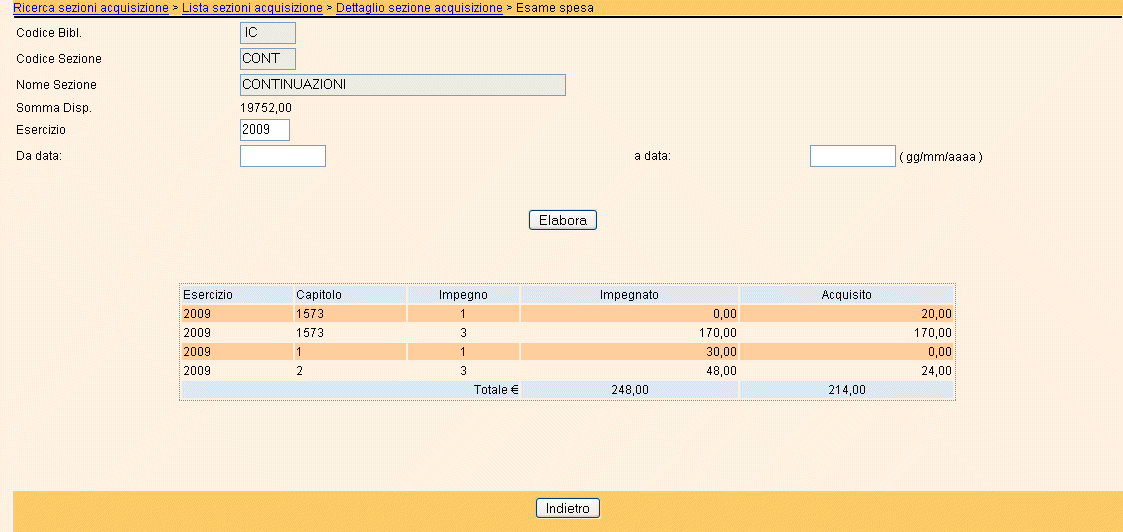 Ricerca sezioni acquisizione > Lista sezioni acquisizione > Dettaglio sezione acquisizione > Esame spesa
Codice Bibl. IC
Codice Sezione CONT
Nome Sezione CONTINUAZIONI
Somma Disp. 19752,00
Esercizio 2009
Da data: a data: ( gg/mm/aaaa )
Elabora
Esercizio Capitolo Impegno Impegnato Acquisito
2009 1573 1 0,00 20,00
2009 1573 3 170,00 170,00
2009 1 1 30,00 0,00
2009 2 3 48,00 24,00
Totale € 248,00 214,00
Indietro